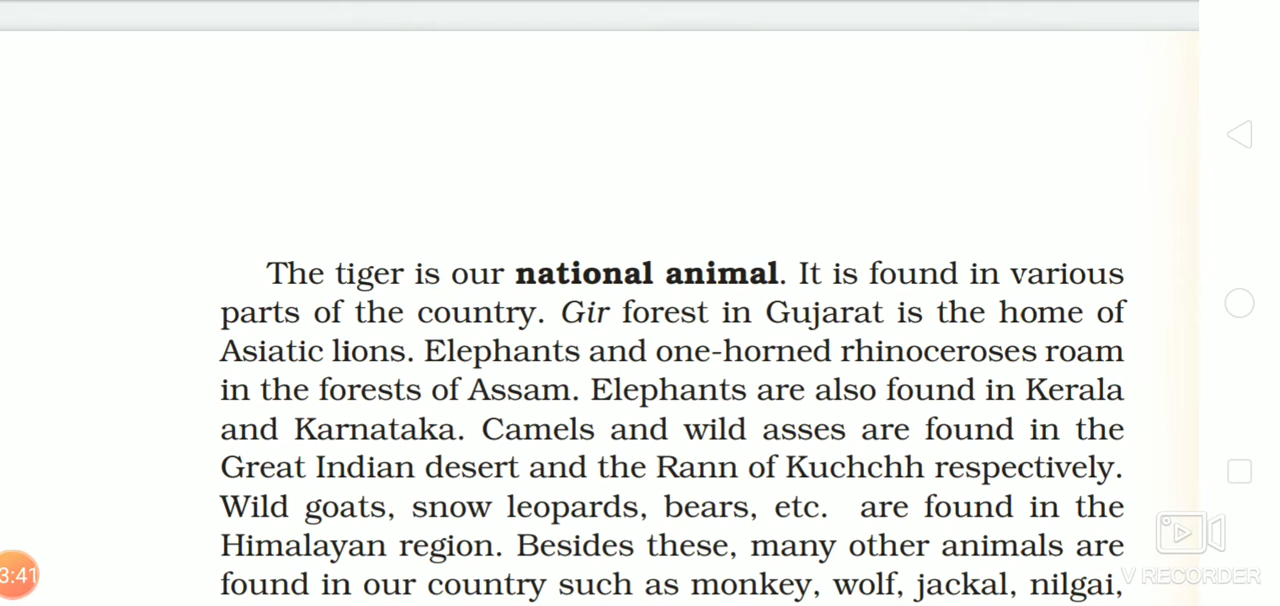 The tiger is our national animal. It is found in various
parts of the country. Gir forest in Gujarat is the home of
Asiatic lions. Elephants and one-horned rhinoceroses roam
in the forests of Assam. Elephants are also found in Kerala
and Karnataka. Camels and wild asses are found in the
Great Indian desert and the Rann of Kuchchh respectively.
Wild goats, snow leopards, bears, etc. are found in the
Himalayan region. Besides these, many other animals are
found in our country such as monkey, wolf, jackal, nilgai,
3:41
V RECORDER